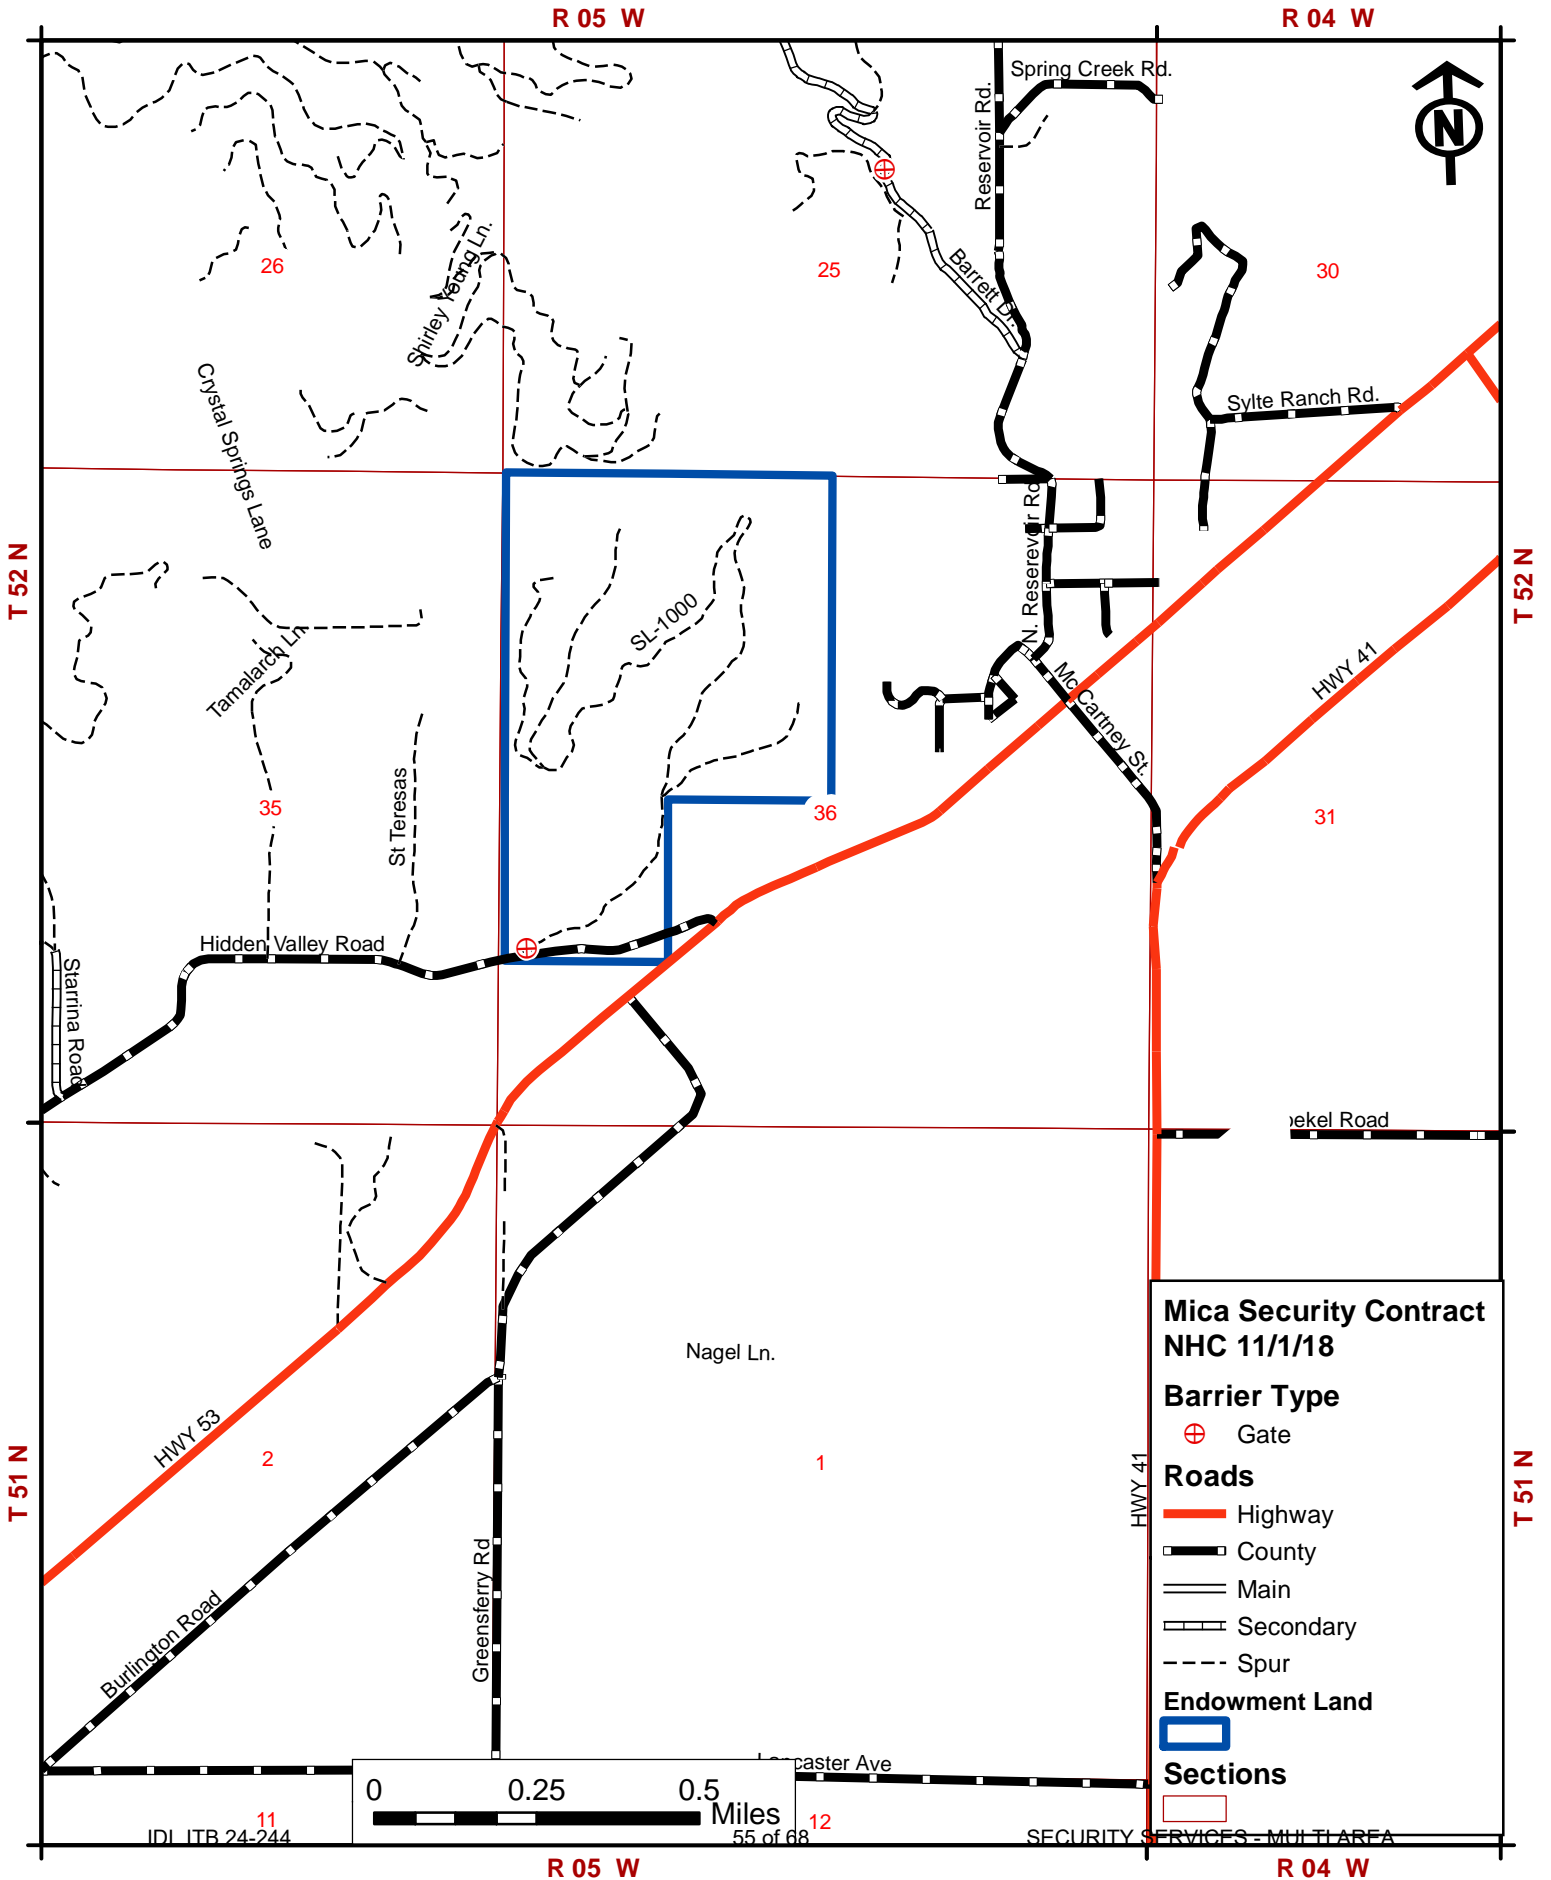 R 05 W
R 04 W
Spring Creek Rd.
Reservoir Rd.
N
26
25
30
Shirley Young Ln.
Barrett Dr.
Crystal Springs Lane
Sylte Ranch Rd.
T 52 N
T 52 N
N. Reserevoir Rd
SL-1000
Tamalarch Ln
Mc Cartney St.
HWY 41
35
St Teresas
36
31
Hidden Valley Road
Starrina Road
ekel Road
Nagel Ln.
HWY 53
2
1
HWY 41
T 51 N
T 51 N
Greensferry Rd
Burlington Road
Mica Security Contract
NHC 11/1/18
Barrier Type
Gate
Roads
Highway
County
Main
Secondary
Spur
Endowment Land
Sections
Lancaster Ave
0 0.25 0.5
Miles
11
12
IDL ITB 24-244
55 of 68
SECURITY SERVICES - MULTI AREA
R 05 W
R 04 W